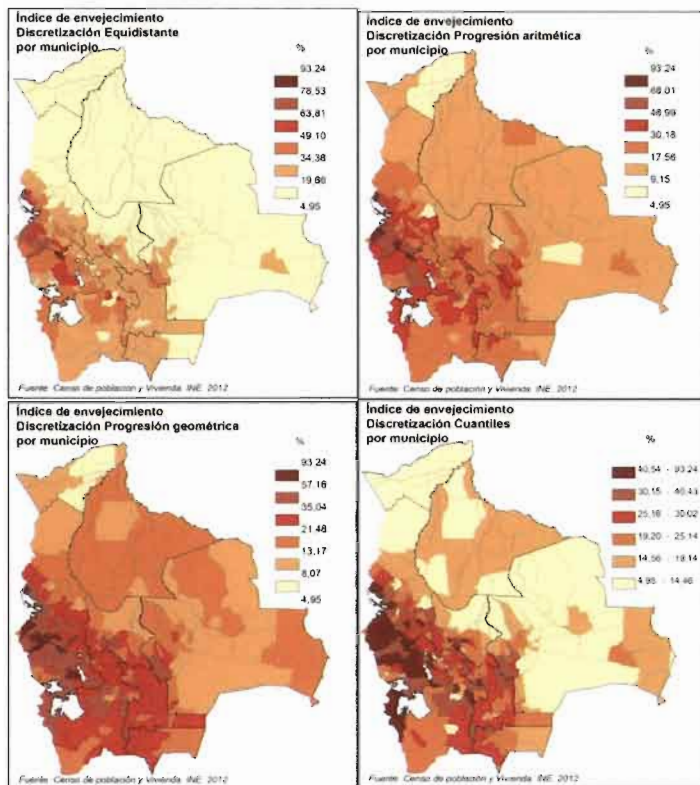 Índice de envejecimiento
Discretización Equidistante
por municipio
%
93.24
78.53
63.81
49.10
34.38
19.66
4.95
Fuente: Censo de población y Vivienda. INE. 2012
Índice de envejecimiento
Discretización Progresión aritmética
por municipio
%
93.24
68.01
46.99
30.18
17.56
9.15
4.95
Fuente: Censo de población y Vivienda. INE. 2012
Índice de envejecimiento
Discretización Progresión geométrica
por municipio
%
93.24
57.16
35.04
21.48
13.17
8.07
4.95
Fuente: Censo de población y Vivienda. INE. 2012
Índice de envejecimiento
Discretización Cuantiles
por municipio
%
40.54 - 93.24
30.15 - 40.43
25.18 - 30.02
19.20 - 25.14
14.56 - 19.14
4.95 - 14.46
Fuente: Censo de población y Vivienda. INE. 2012